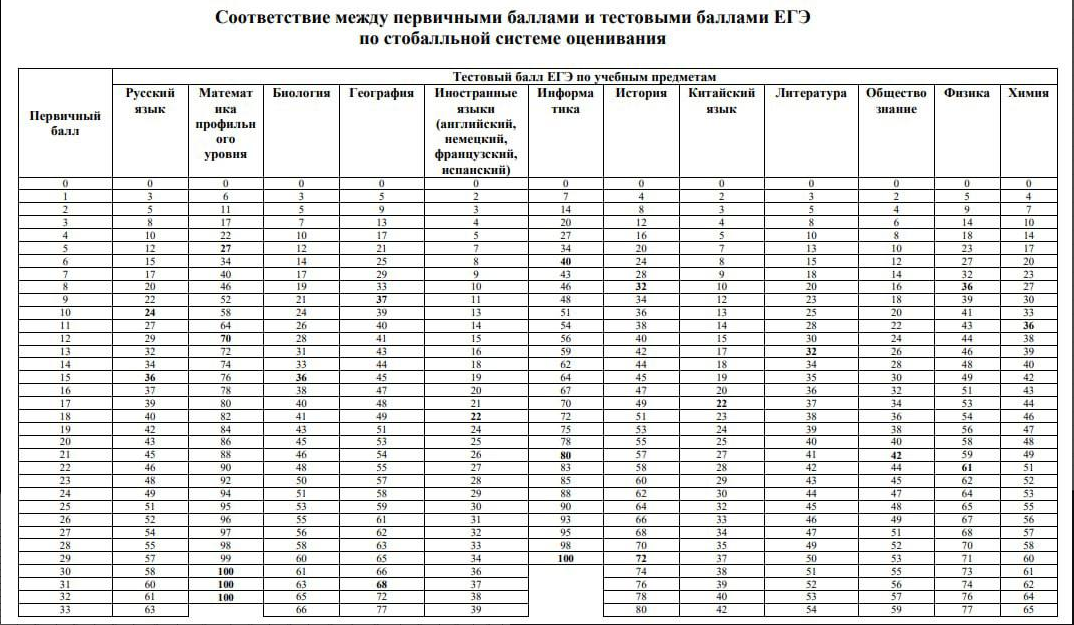 Соответствие между первичными баллами и тестовыми баллами ЕГЭ
по стобалльной системе оценивания
Первичный балл Тестовый балл ЕГЭ по учебным предметам
Русский язык Математ ика профильн ого уровня Биология География Иностранные языки (английский, немецкий, французский, испанский) Информа тика История Китайский язык Литература Общество знание Физика Химия
0 0 0 0 0 0 0 0 0 0 0 0 0
1 3 6 3 5 2 7 4 2 3 2 5 4
2 5 11 5 9 3 14 8 3 5 4 9 7
3 8 17 7 13 4 20 12 4 8 6 14 10
4 10 22 10 17 5 27 16 5 10 8 18 14
5 12 27 12 21 7 34 20 7 13 10 23 17
6 15 34 14 25 8 40 24 8 15 12 27 20
7 17 40 17 29 9 43 28 9 18 14 32 23
8 20 46 19 33 10 46 32 10 20 16 36 27
9 22 52 21 37 11 48 34 12 23 18 39 30
10 24 58 24 39 13 51 36 13 25 20 41 33
11 27 64 26 40 14 54 38 14 28 22 43 36
12 29 70 28 41 15 56 40 15 30 24 44 38
13 32 72 31 43 16 59 42 17 32 26 46 39
14 34 74 33 44 18 62 44 18 34 28 48 40
15 36 76 36 45 19 64 45 19 35 30 49 42
16 37 78 38 47 20 67 47 20 36 32 51 43
17 39 80 40 48 21 70 49 22 37 34 53 44
18 40 82 41 49 22 72 51 23 38 36 54 46
19 42 84 43 51 24 75 53 24 39 38 56 47
20 43 86 45 53 25 78 55 25 40 40 58 48
21 45 88 46 54 26 80 57 27 41 42 59 49
22 46 90 48 55 27 83 58 28 42 44 61 51
23 48 92 50 57 28 85 60 29 43 45 62 52
24 49 94 51 58 29 88 62 30 44 47 64 53
25 51 95 53 59 30 90 64 32 45 48 65 55
26 52 96 55 61 31 93 66 33 46 49 67 56
27 54 97 56 62 32 95 68 34 47 51 68 57
28 55 98 58 63 33 98 70 35 49 52 70 58
29 57 99 60 65 34 100 72 37 50 53 71 60
30 58 100 61 66 36 74 38 51 55 73 61
31 60 100 63 68 37 76 39 52 56 74 62
32 61 100 65 72 38 78 40 53 57 76 64
33 63 66 77 39 80 42 54 59 77 65